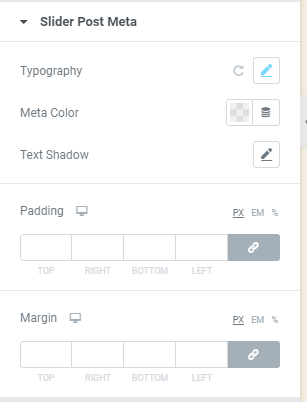 Slider Post Meta
Typography
Meta Color
Text Shadow
Padding PX EM %
TOP RIGHT BOTTOM LEFT
Margin PX EM %
TOP RIGHT BOTTOM LEFT